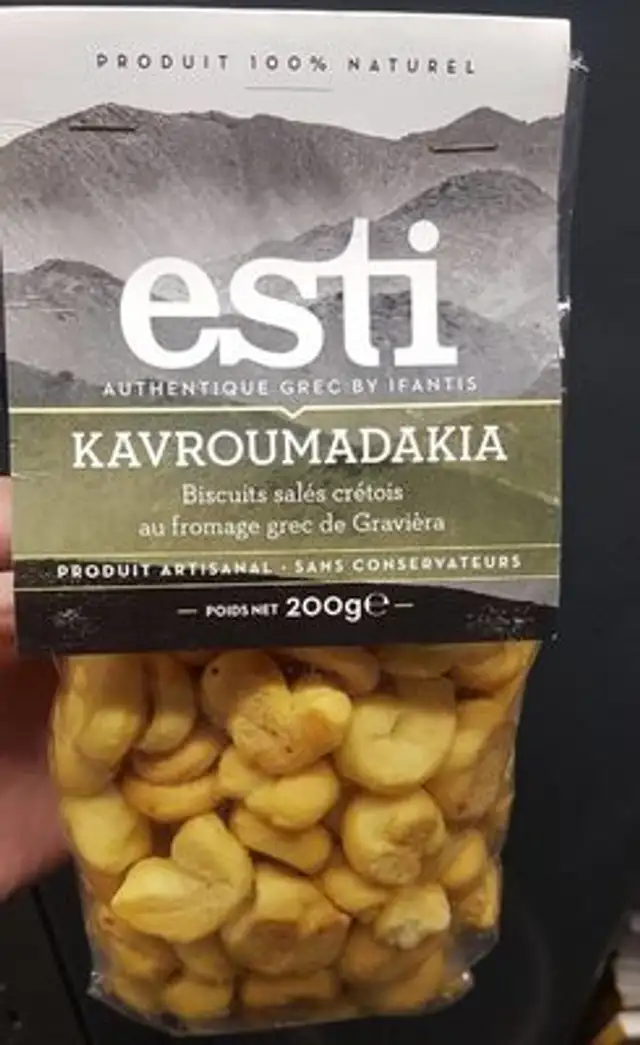 PRODUIT 100% NATUREL
esti
AUTHENTIQUE GREC BY IFANTIS
KAVROUMADAKIA
Biscuits salés crétois
au fromage grec de Gravièra
PRODUIT ARTISANAL · SANS CONSERVATEURS
POIDS NET 200g℮